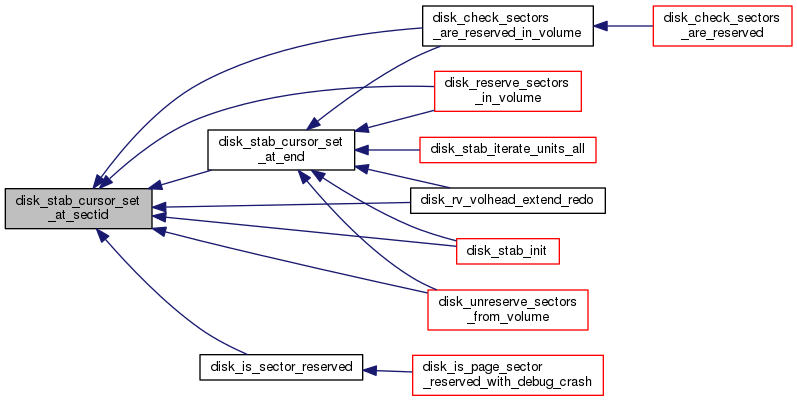 disk_check_sectors
_are_reserved_in_volume
disk_check_sectors
_are_reserved
disk_reserve_sectors
_in_volume
disk_stab_cursor_set
_at_end
disk_stab_iterate_units_all
disk_stab_cursor_set
_at_sectid
disk_rv_volhead_extend_redo
disk_stab_init
disk_unreserve_sectors
_from_volume
disk_is_sector_reserved
disk_is_page_sector
_reserved_with_debug_crash